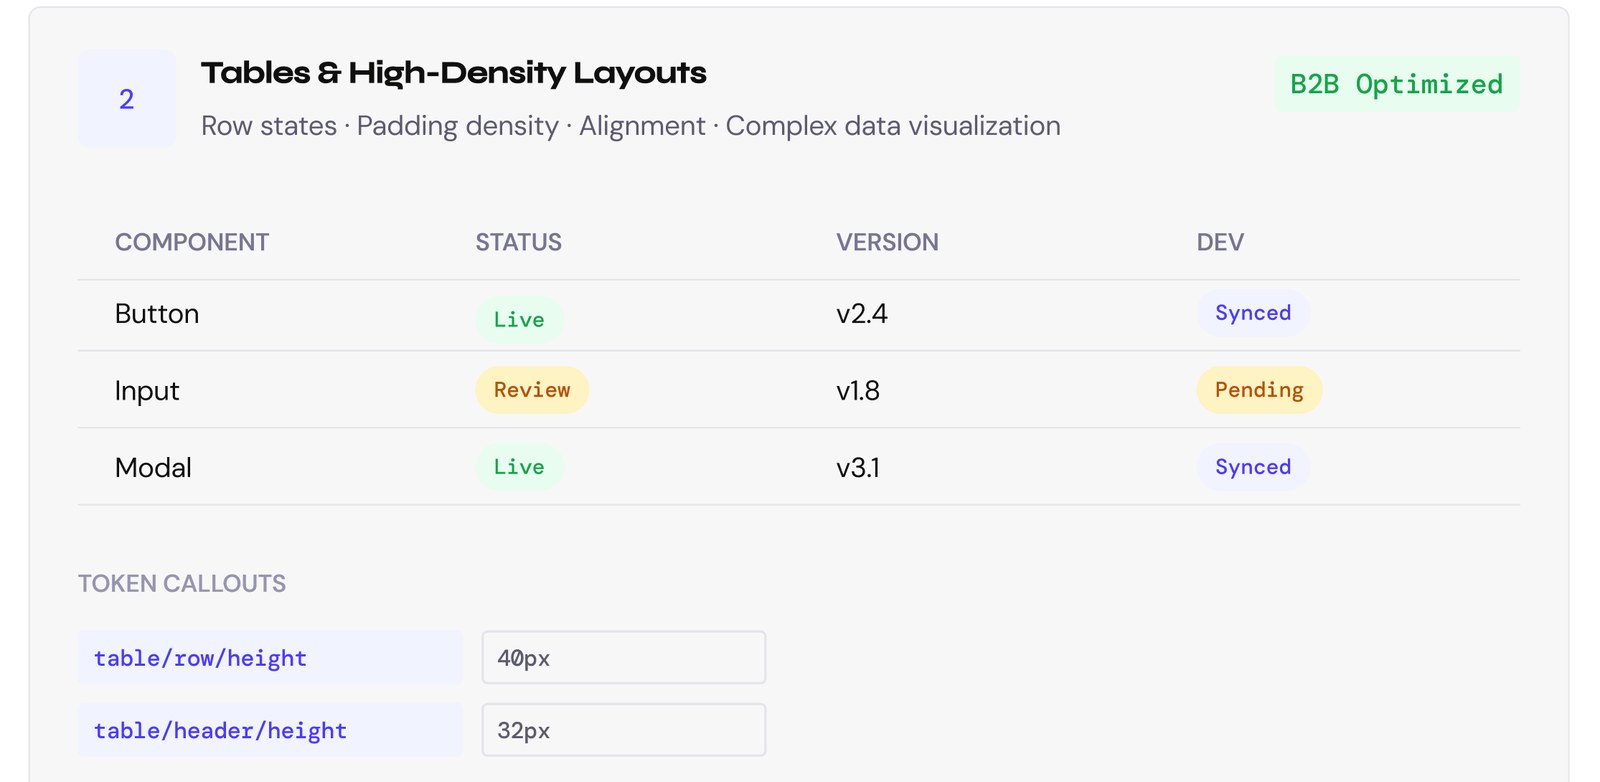 2
Tables & High-Density Layouts
Row states · Padding density · Alignment · Complex data visualization
B2B Optimized
COMPONENT STATUS VERSION DEV
Button Live v2.4 Synced
Input Review v1.8 Pending
Modal Live v3.1 Synced
TOKEN CALLOUTS
table/row/height 40px
table/header/height 32px